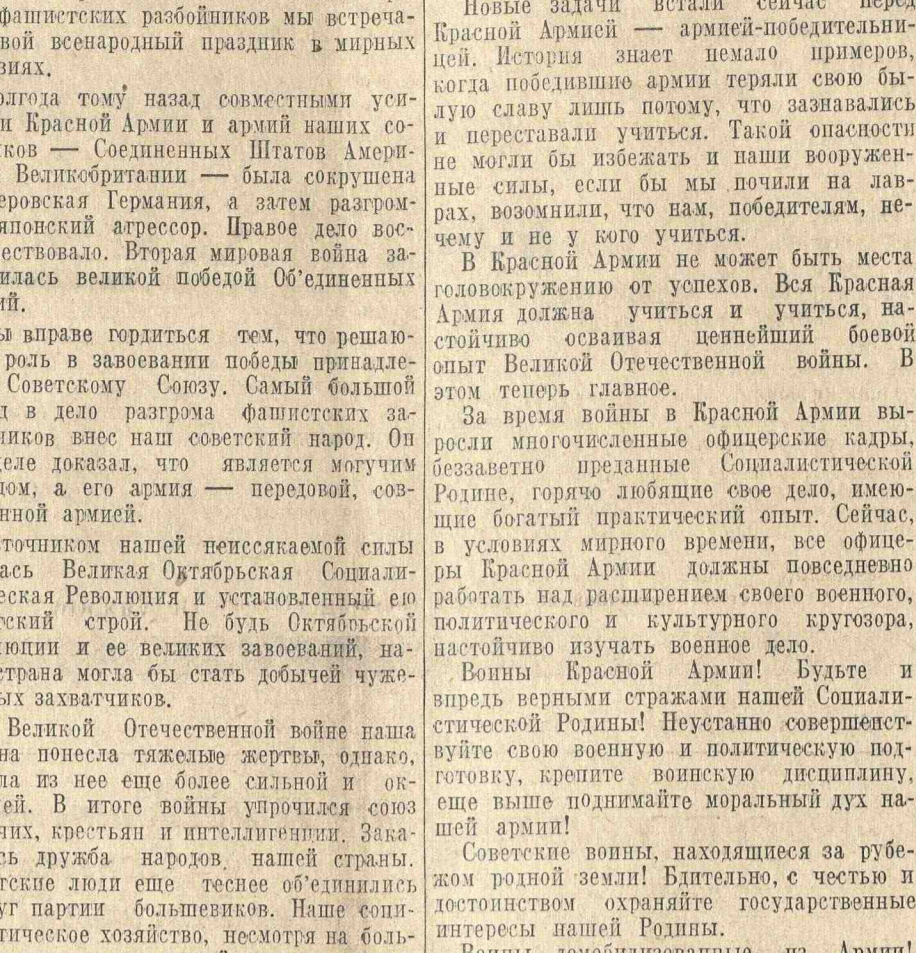 фашистских разбойников мы встреча-
вой всенародный праздник в мирных
виях.
олгода тому назад совместными уси-
и Красной Армии и армий наших со-
ков — Соединенных Штатов Амери-
Великобритании — была сокрушена
еровская Германия, а затем разгром-
японский агрессор. Правое дело вос-
ествовало. Вторая мировая война за-
илась великой победой Об'единенных
ий.
ы вправе гордиться тем, что решаю-
роль в завоевании победы принадле-
Советскому Союзу. Самый большой
д в дело разгрома фашистских за-
чиков внес наш советский народ. Он
еле доказал, что является могучим
дом, а его армия — передовой, сов-
нной армией.
точником нашей неиссякаемой силы
ась Великая Октябрьская Социали-
еская Революция и установленный ею
ский строй. Не будь Октябрьской
юции и ее великих завоеваний, на-
страна могла бы стать добычей чуже-
ых захватчиков.
Великой Отечественной войне наша
на понесла тяжелые жертвы, однако,
ла из нее еще более сильной и ок-
ей. В итоге войны упрочился союз
чих, крестьян и интеллигенции. Зака-
сь дружба народов нашей страны.
тские люди еще теснее об'единились
уг партии большевиков. Наше соци-
тическое хозяйство, несмотря на боль-
Новые задачи встали сейчас перед
Красной Армией — армией-победительни-
цей. История знает немало примеров,
когда победившие армии теряли свою бы-
лую славу лишь потому, что зазнавались
и переставали учиться. Такой опасности
не могли бы избежать и наши вооружен-
ные силы, если бы мы почили на лав-
рах, возомнили, что нам, победителям, не-
чему и не у кого учиться.
В Красной Армии не может быть места
головокружению от успехов. Вся Красная
Армия должна учиться и учиться, на-
стойчиво осваивая ценнейший боевой
опыт Великой Отечественной войны. В
этом теперь главное.
За время войны в Красной Армии вы-
росли многочисленные офицерские кадры,
беззаветно преданные Социалистической
Родине, горячо любящие свое дело, имею-
щие богатый практический опыт. Сейчас,
в условиях мирного времени, все офице-
ры Красной Армии должны повседневно
работать над расширением своего военного,
политического и культурного кругозора,
настойчиво изучать военное дело.
Воины Красной Армии! Будьте и
впредь верными стражами нашей Социали-
стической Родины! Неустанно совершенст-
вуйте свою военную и политическую под-
готовку, крепите воинскую дисциплину,
еще выше поднимайте моральный дух на-
шей армии!
Советские воины, находящиеся за рубе-
жом родной земли! Бдительно, с честью и
достоинством охраняйте государственные
интересы нашей Родины.
Воины, демобилизованные из Армии!